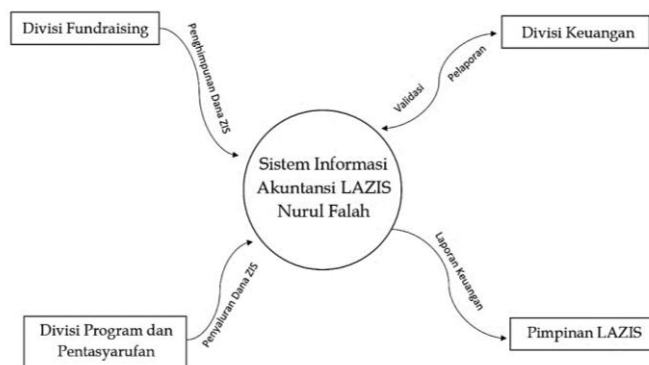 Divisi Fundraising
Divisi Keuangan
Penghimpunan Dana ZIS
Validasi
Pelaporan
Sistem Informasi
Akuntansi LAZIS
Nurul Falah
Penyaluran Dana ZIS
Laporan Keuangan
Divisi Program dan
Pentasyarufan
Pimpinan LAZIS